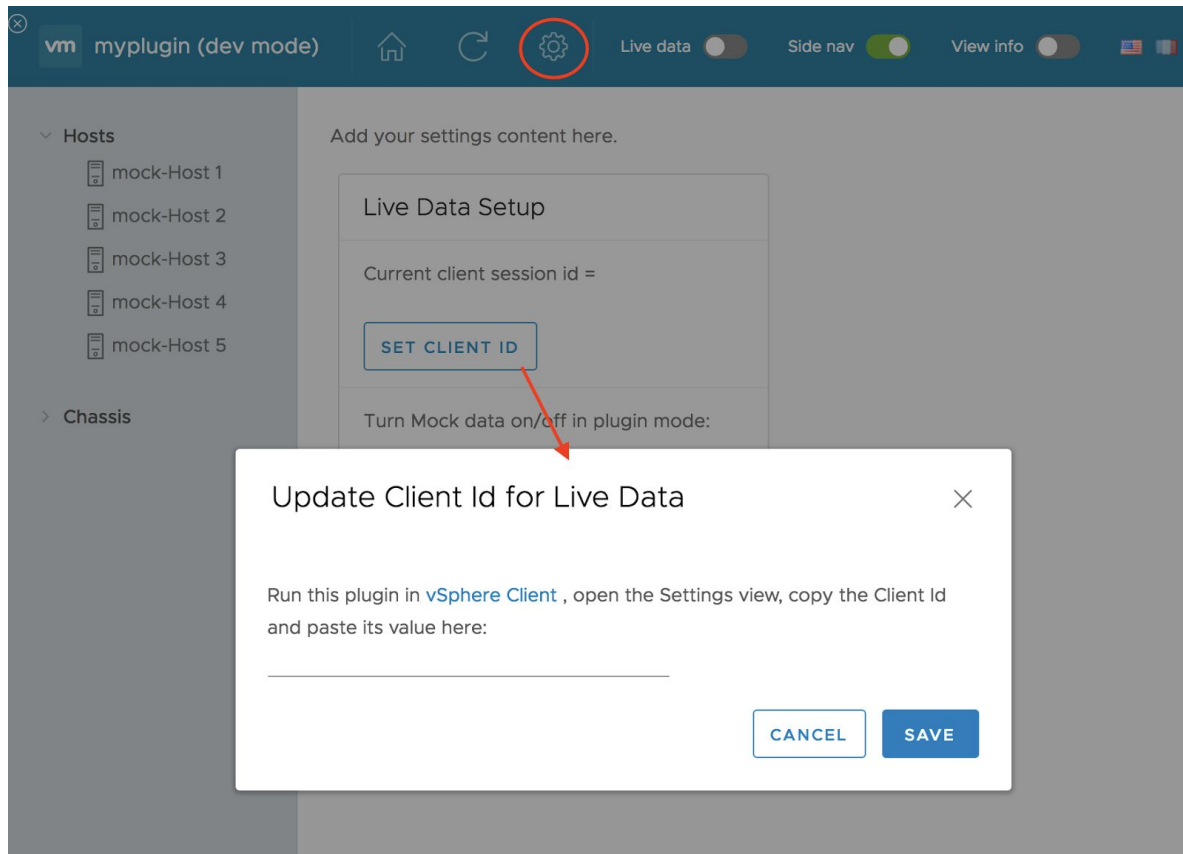 vm myplugin (dev mode) Live data Side nav View info
Hosts
mock-Host 1
mock-Host 2
mock-Host 3
mock-Host 4
mock-Host 5
Chassis
Add your settings content here.
Live Data Setup
Current client session id =
SET CLIENT ID
Turn Mock data on/off in plugin mode:
Update Client Id for Live Data
Run this plugin in vSphere Client , open the Settings view, copy the Client Id
and paste its value here:
CANCEL SAVE